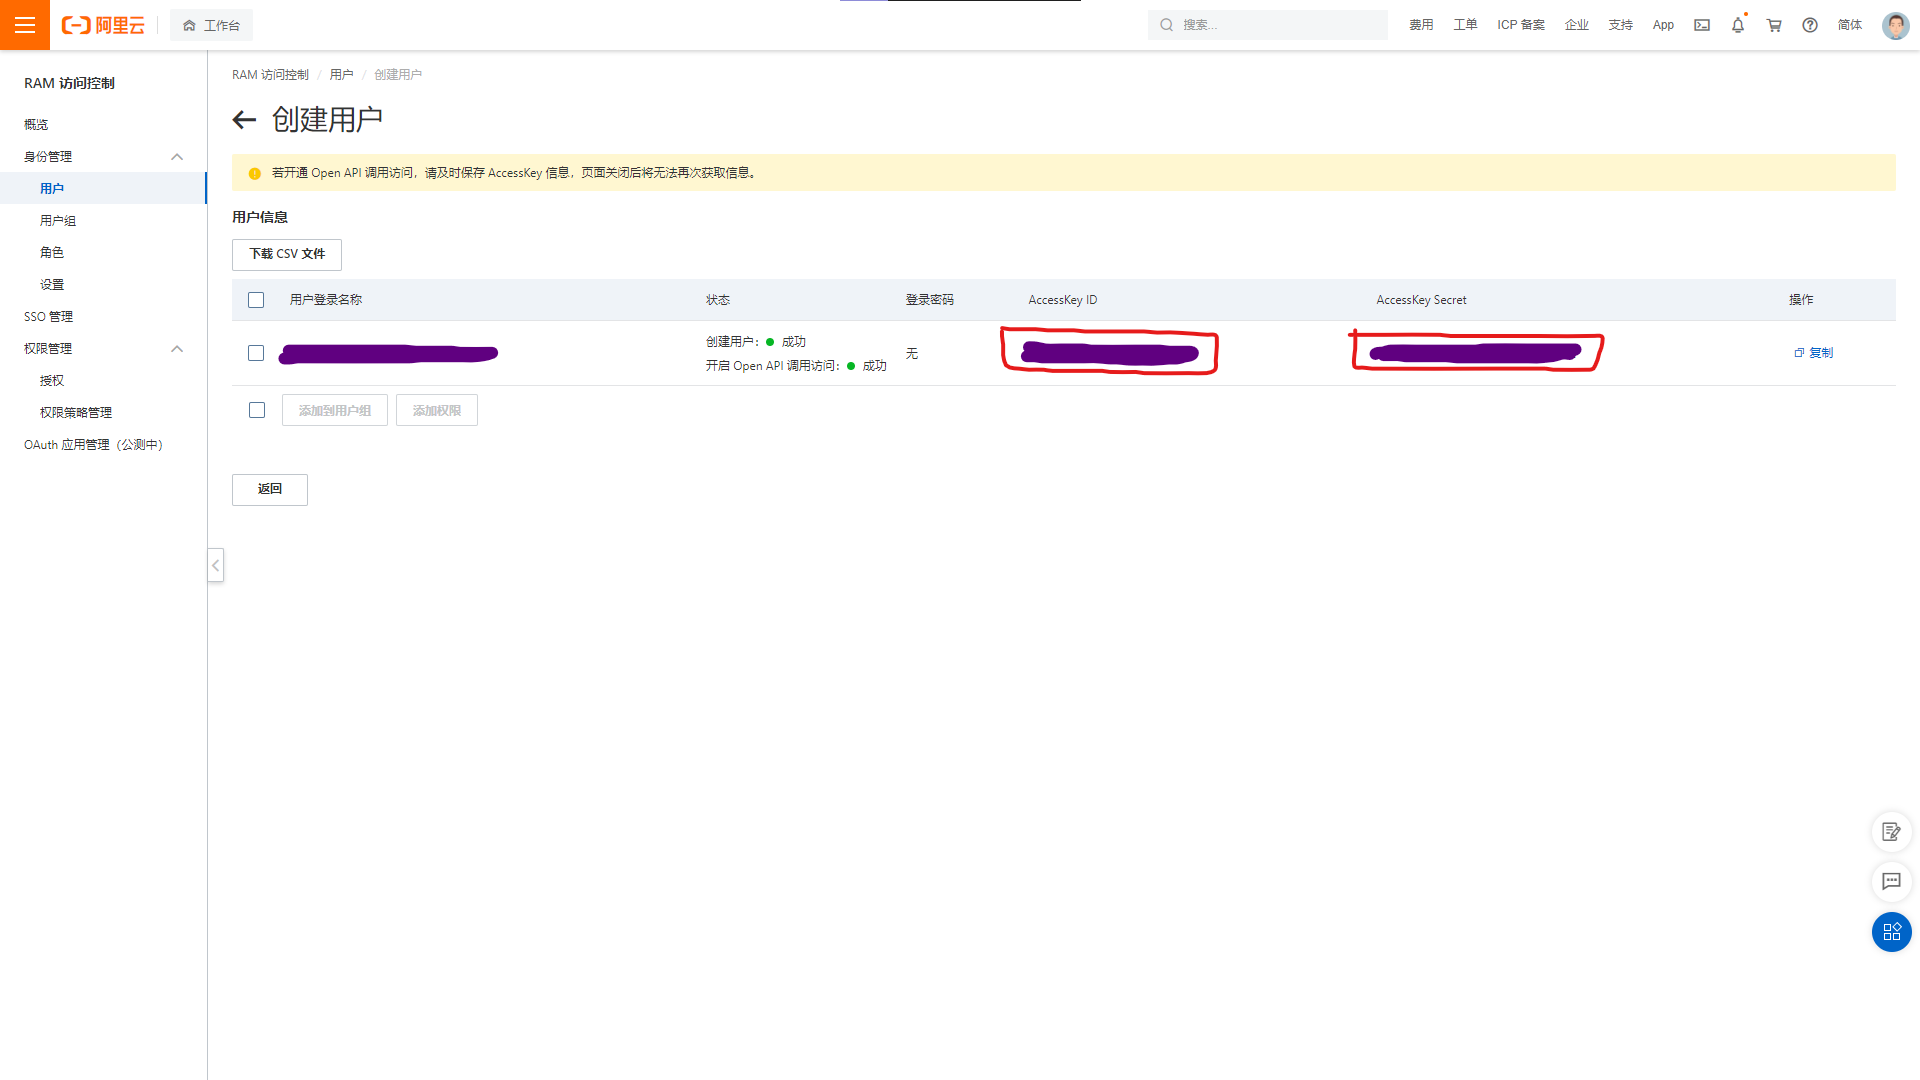 阿里云
工作台
搜索...
费用
工单
ICP 备案
企业
支持
App
简体
RAM 访问控制
概览
身份管理
用户
用户组
角色
设置
SSO 管理
权限管理
授权
权限策略管理
OAuth 应用管理（公测中）
RAM 访问控制 / 用户 / 创建用户
创建用户
若开通 Open API 调用访问，请及时保存 AccessKey 信息，页面关闭后将无法再次获取信息。
用户信息
下载 CSV 文件
用户登录名称 状态 登录密码 AccessKey ID AccessKey Secret 操作
创建用户： 成功
开启 Open API 调用访问： 成功
无
复制
添加到用户组 添加权限
返回